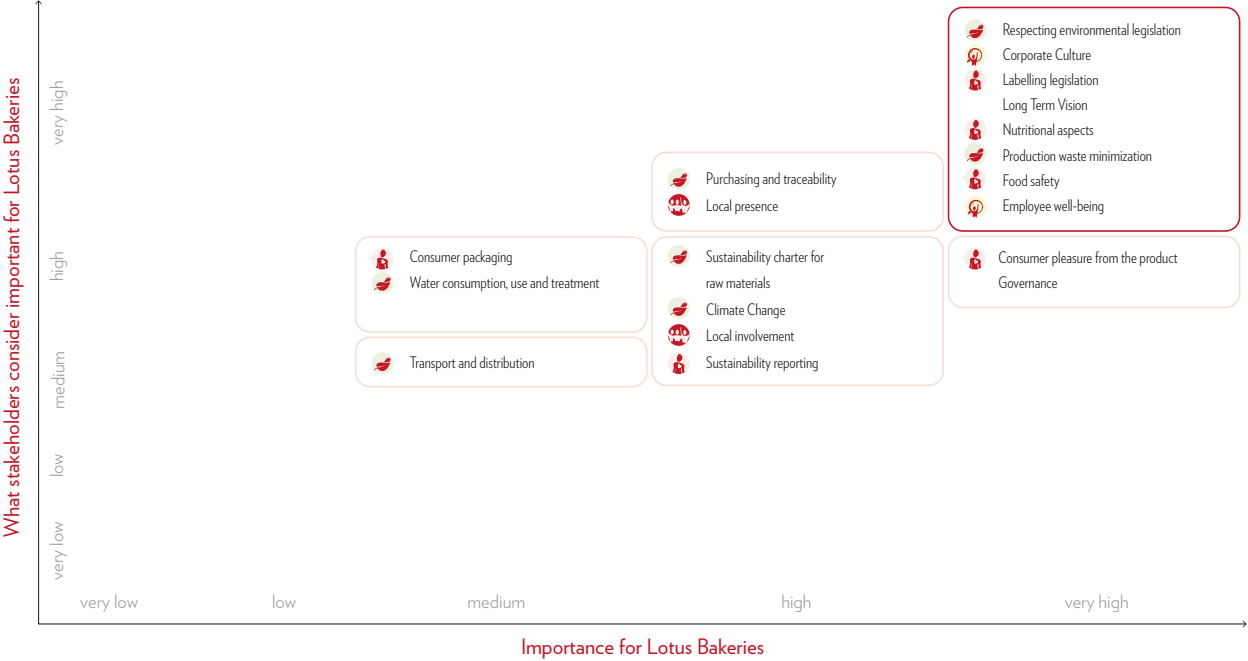 What stakeholders consider important for Lotus Bakeries
very high
high
medium
low
very low
Respecting environmental legislation
Corporate Culture
Labelling legislation
Long Term Vision
Nutritional aspects
Production waste minimization
Food safety
Employee well-being
Purchasing and traceability
Local presence
Consumer packaging
Water consumption, use and treatment
Sustainability charter for
raw materials
Climate Change
Local involvement
Sustainability reporting
Consumer pleasure from the product
Governance
Transport and distribution
very low
low
medium
high
very high
Importance for Lotus Bakeries